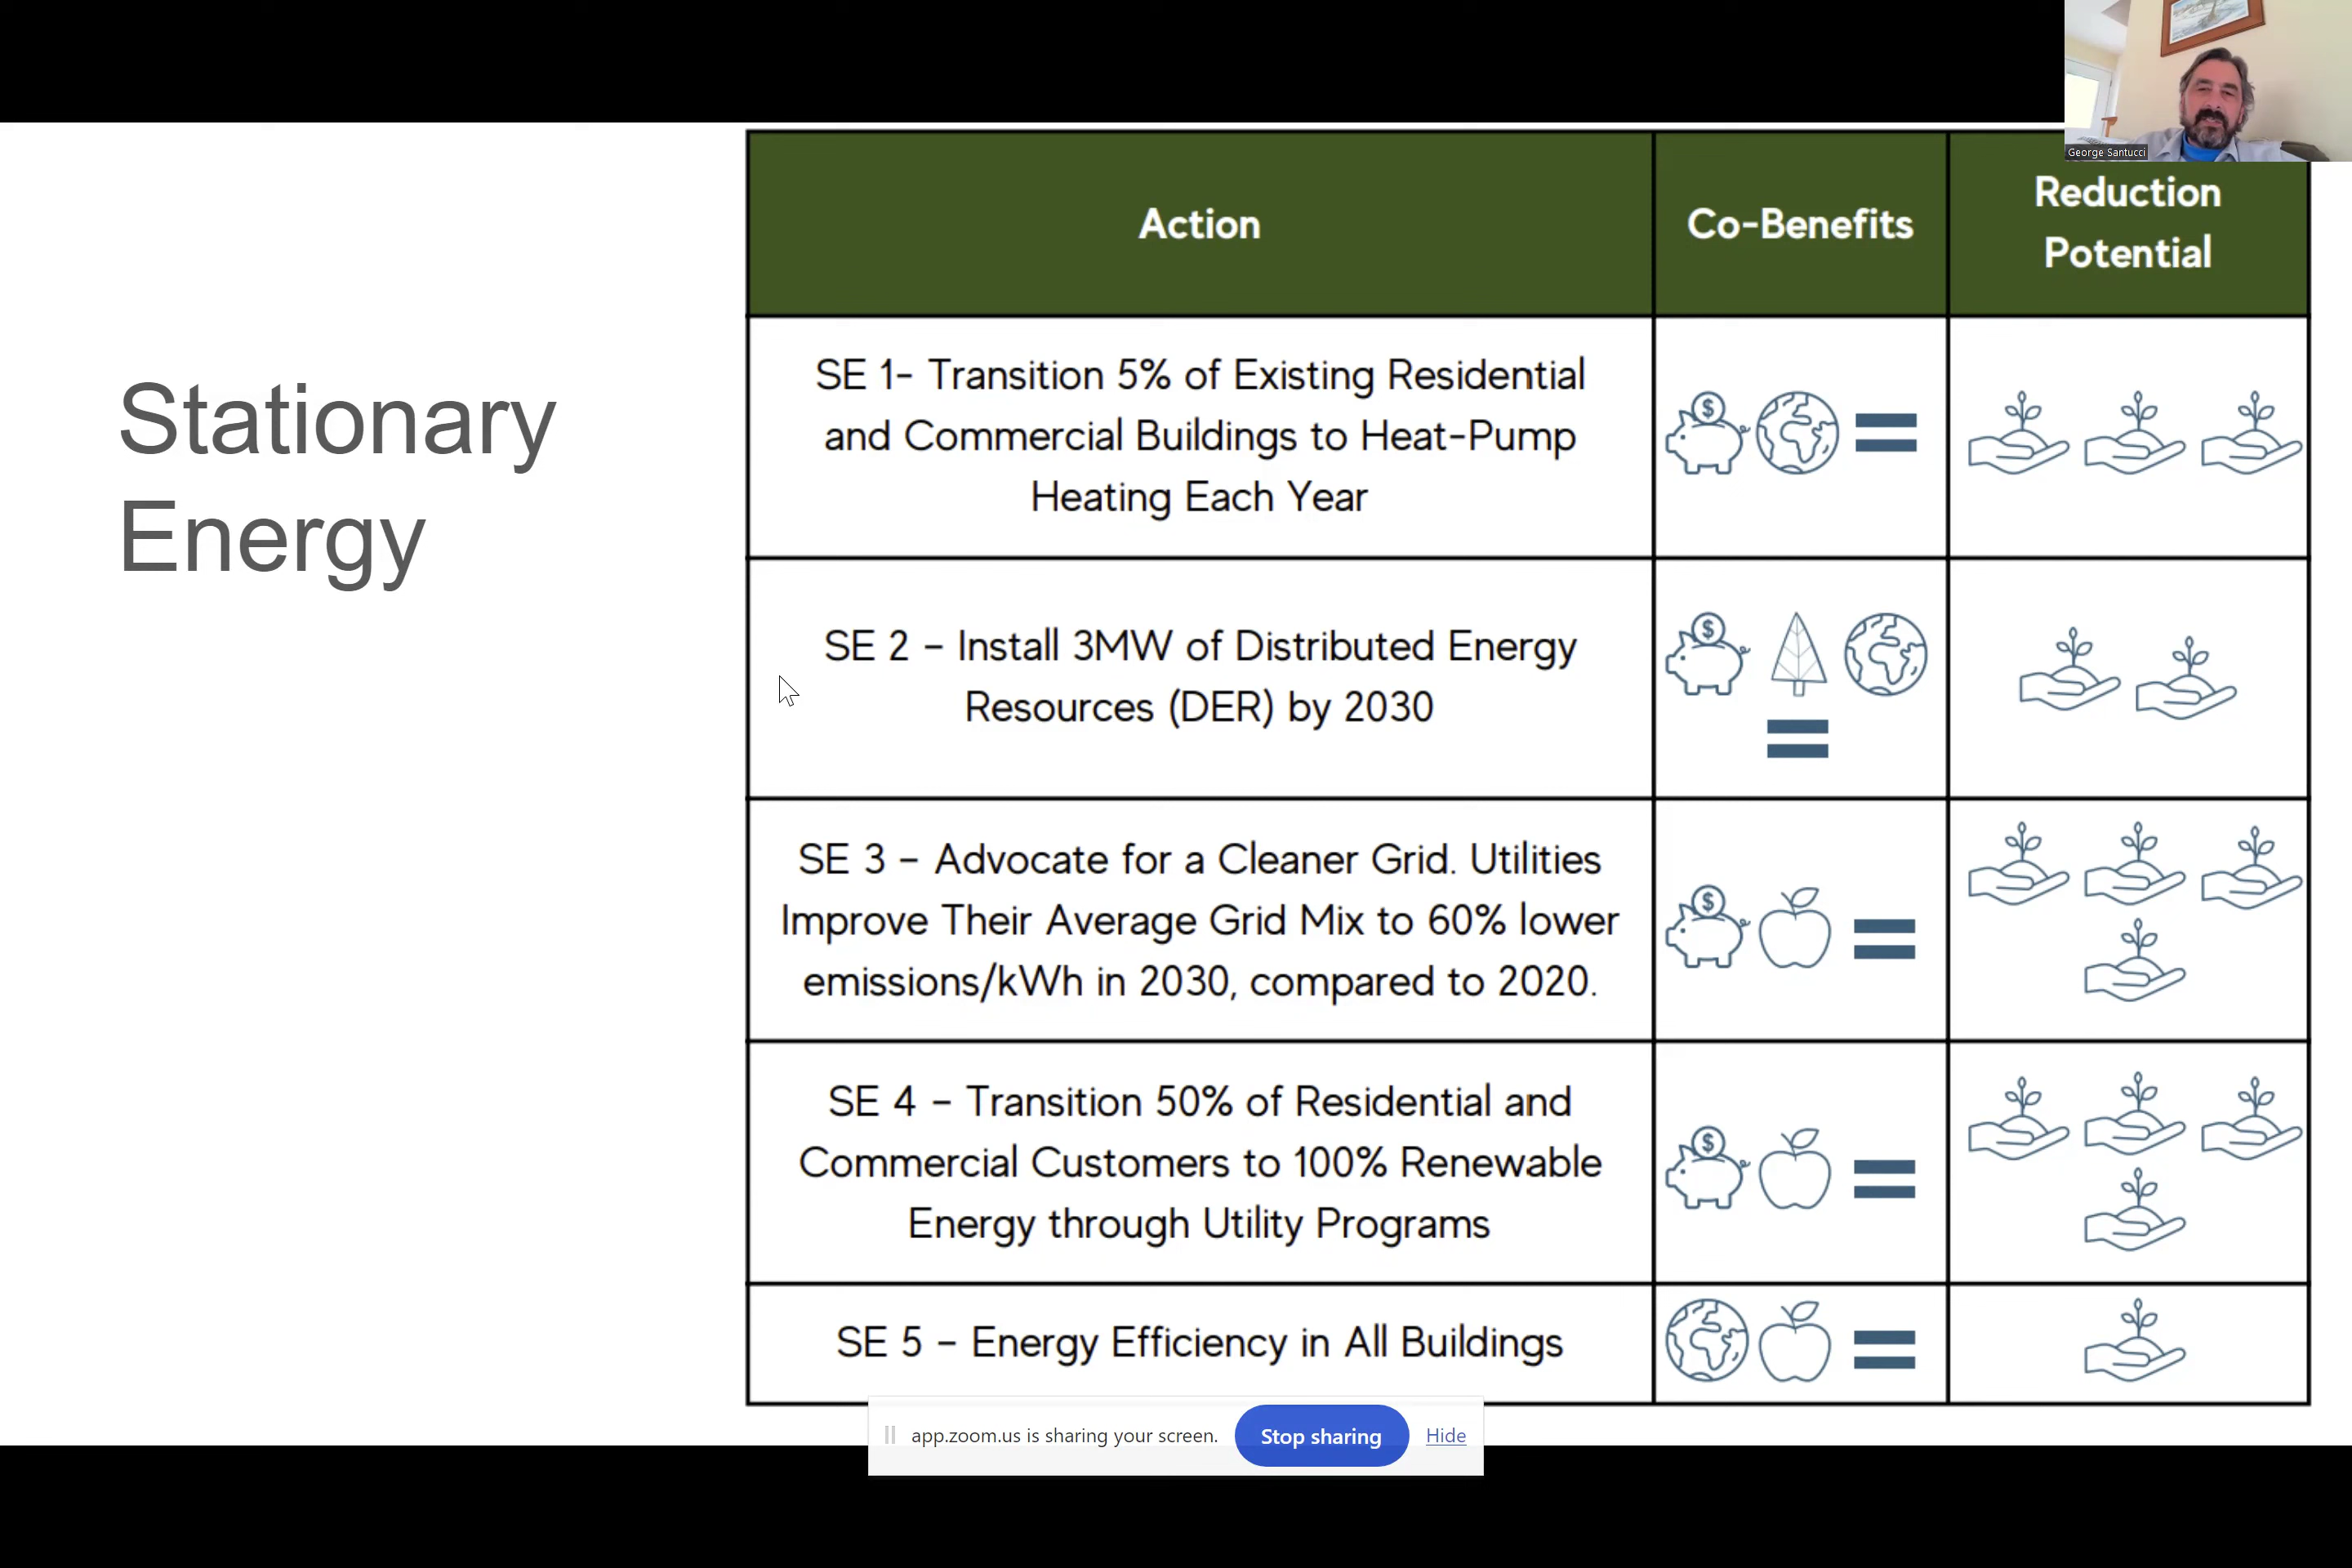 George Santucci
Stationary
Energy
Action
Co-Benefits
Reduction
Potential
SE 1- Transition 5% of Existing Residential
and Commercial Buildings to Heat-Pump
Heating Each Year
$
SE 2 – Install 3MW of Distributed Energy
Resources (DER) by 2030
$
SE 3 – Advocate for a Cleaner Grid. Utilities
Improve Their Average Grid Mix to 60% lower
emissions/kWh in 2030, compared to 2020.
$
SE 4 – Transition 50% of Residential and
Commercial Customers to 100% Renewable
Energy through Utility Programs
$
SE 5 – Energy Efficiency in All Buildings
app.zoom.us is sharing your screen.
Stop sharing
Hide